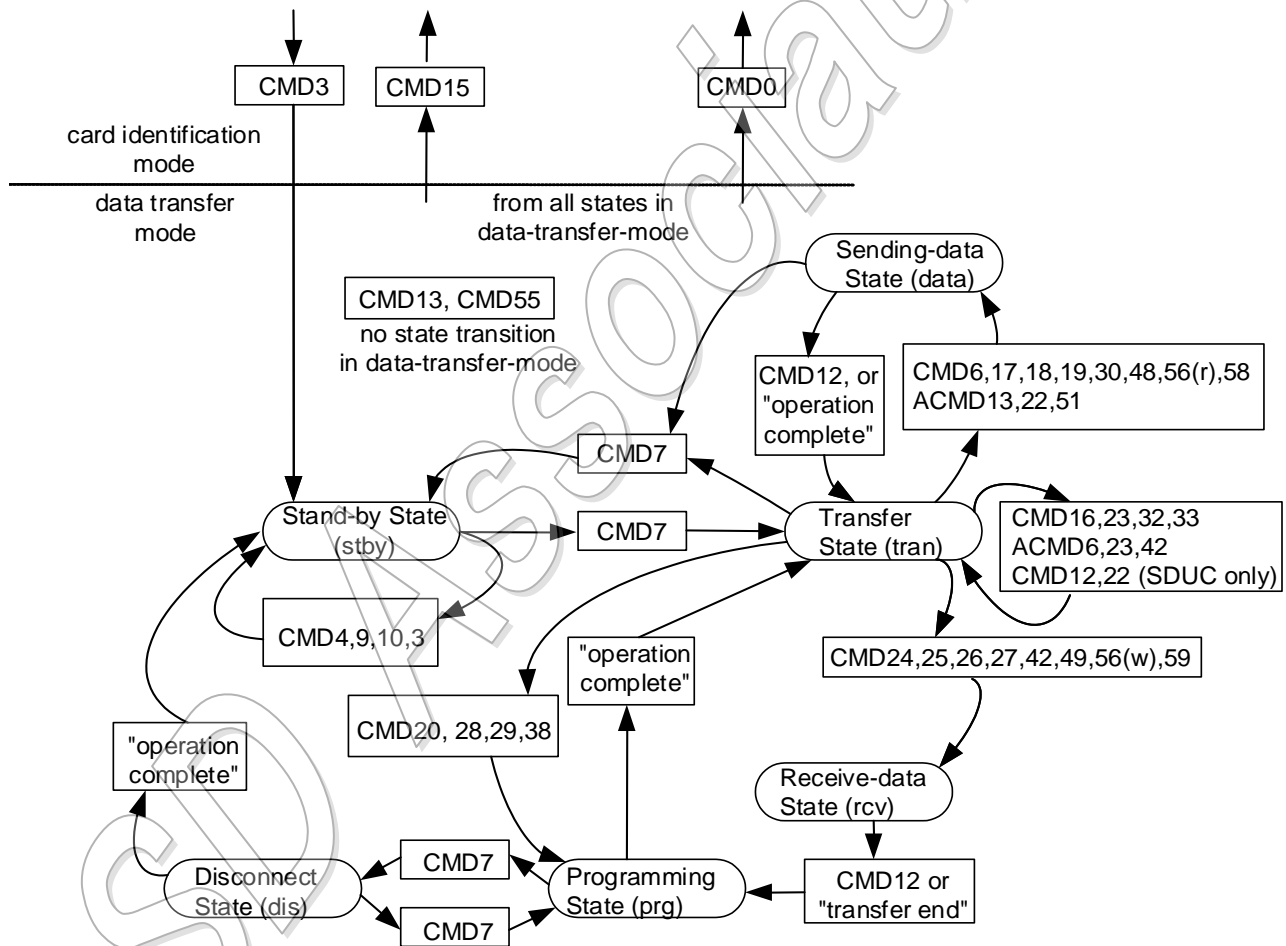 CMD3
CMD15
CMD0
card identification
mode
data transfer
mode
from all states in
data-transfer-mode
Sending-data
State (data)
CMD13, CMD55
no state transition
in data-transfer-mode
CMD12, or
"operation
complete"
CMD6,17,18,19,30,48,56(r),58
ACMD13,22,51
CMD7
Stand-by State
(stby)
CMD7
Transfer
State (tran)
CMD16,23,32,33
ACMD6,23,42
CMD12,22 (SDUC only)
CMD4,9,10,3
"operation
complete"
CMD24,25,26,27,42,49,56(w),59
CMD20, 28,29,38
"operation
complete"
Receive-data
State (rcv)
Disconnect
State (dis)
CMD7
CMD7
Programming
State (prg)
CMD12 or
"transfer end"
SD Associat